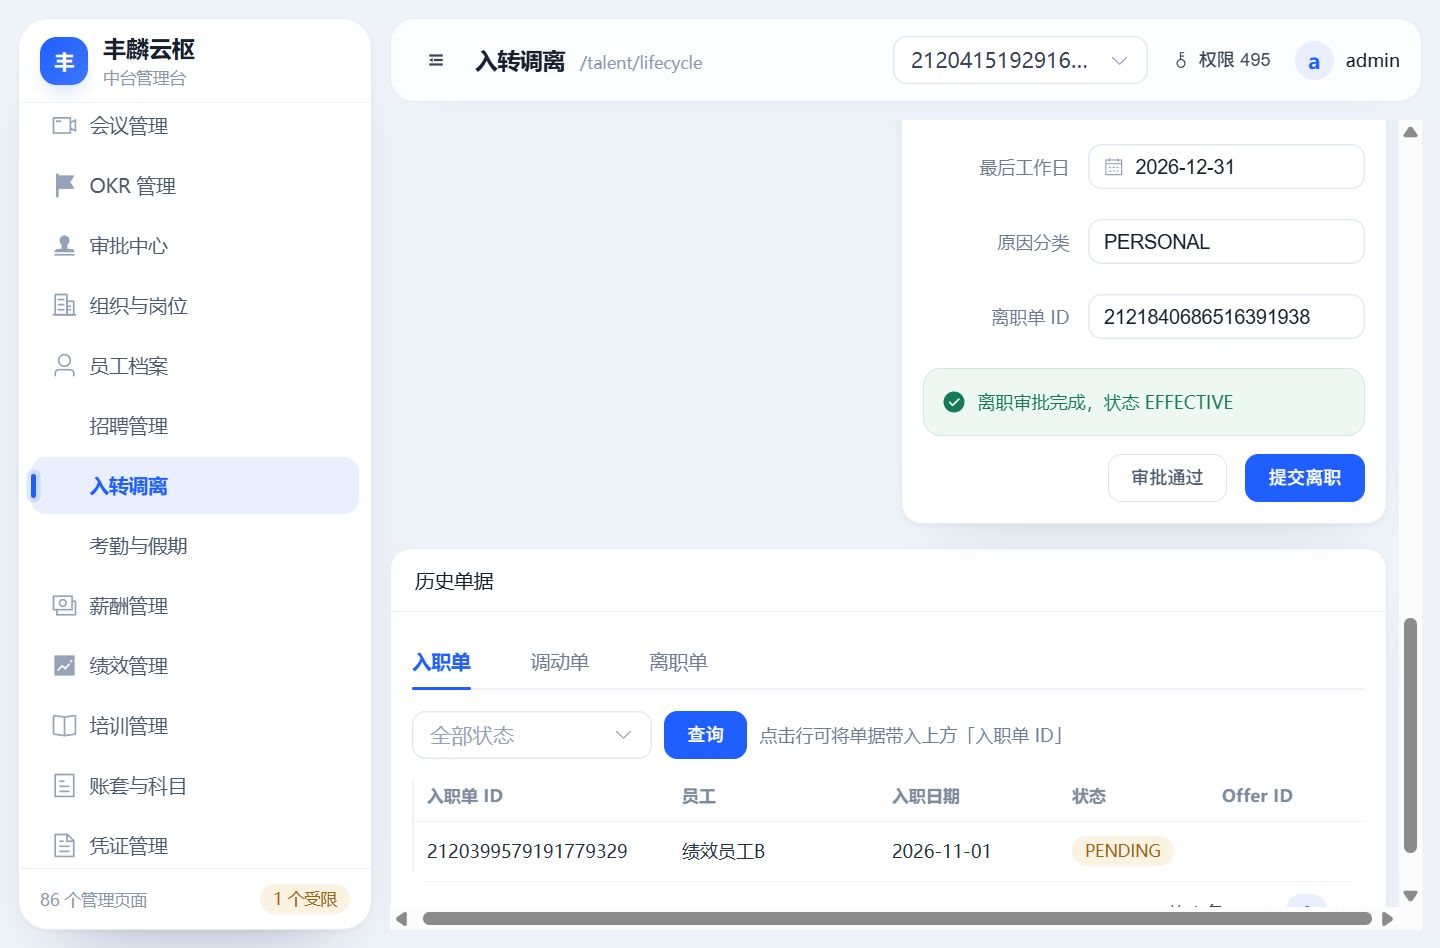 丰
丰麟云枢
中台管理台
会议管理
OKR 管理
审批中心
组织与岗位
员工档案
招聘管理
入转调离
考勤与假期
薪酬管理
绩效管理
培训管理
账套与科目
凭证管理
86 个管理页面
1 个受限
入转调离
/talent/lifecycle
2120415192916...
权限 495
a
admin
最后工作日
2026-12-31
原因分类
PERSONAL
离职单 ID
2121840686516391938
离职审批完成，状态 EFFECTIVE
审批通过
提交离职
历史单据
入职单
调动单
离职单
全部状态
查询
点击行可将单据带入上方「入职单 ID」
入职单 ID
员工
入职日期
状态
Offer ID
2120399579191779329
绩效员工B
2026-11-01
PENDING